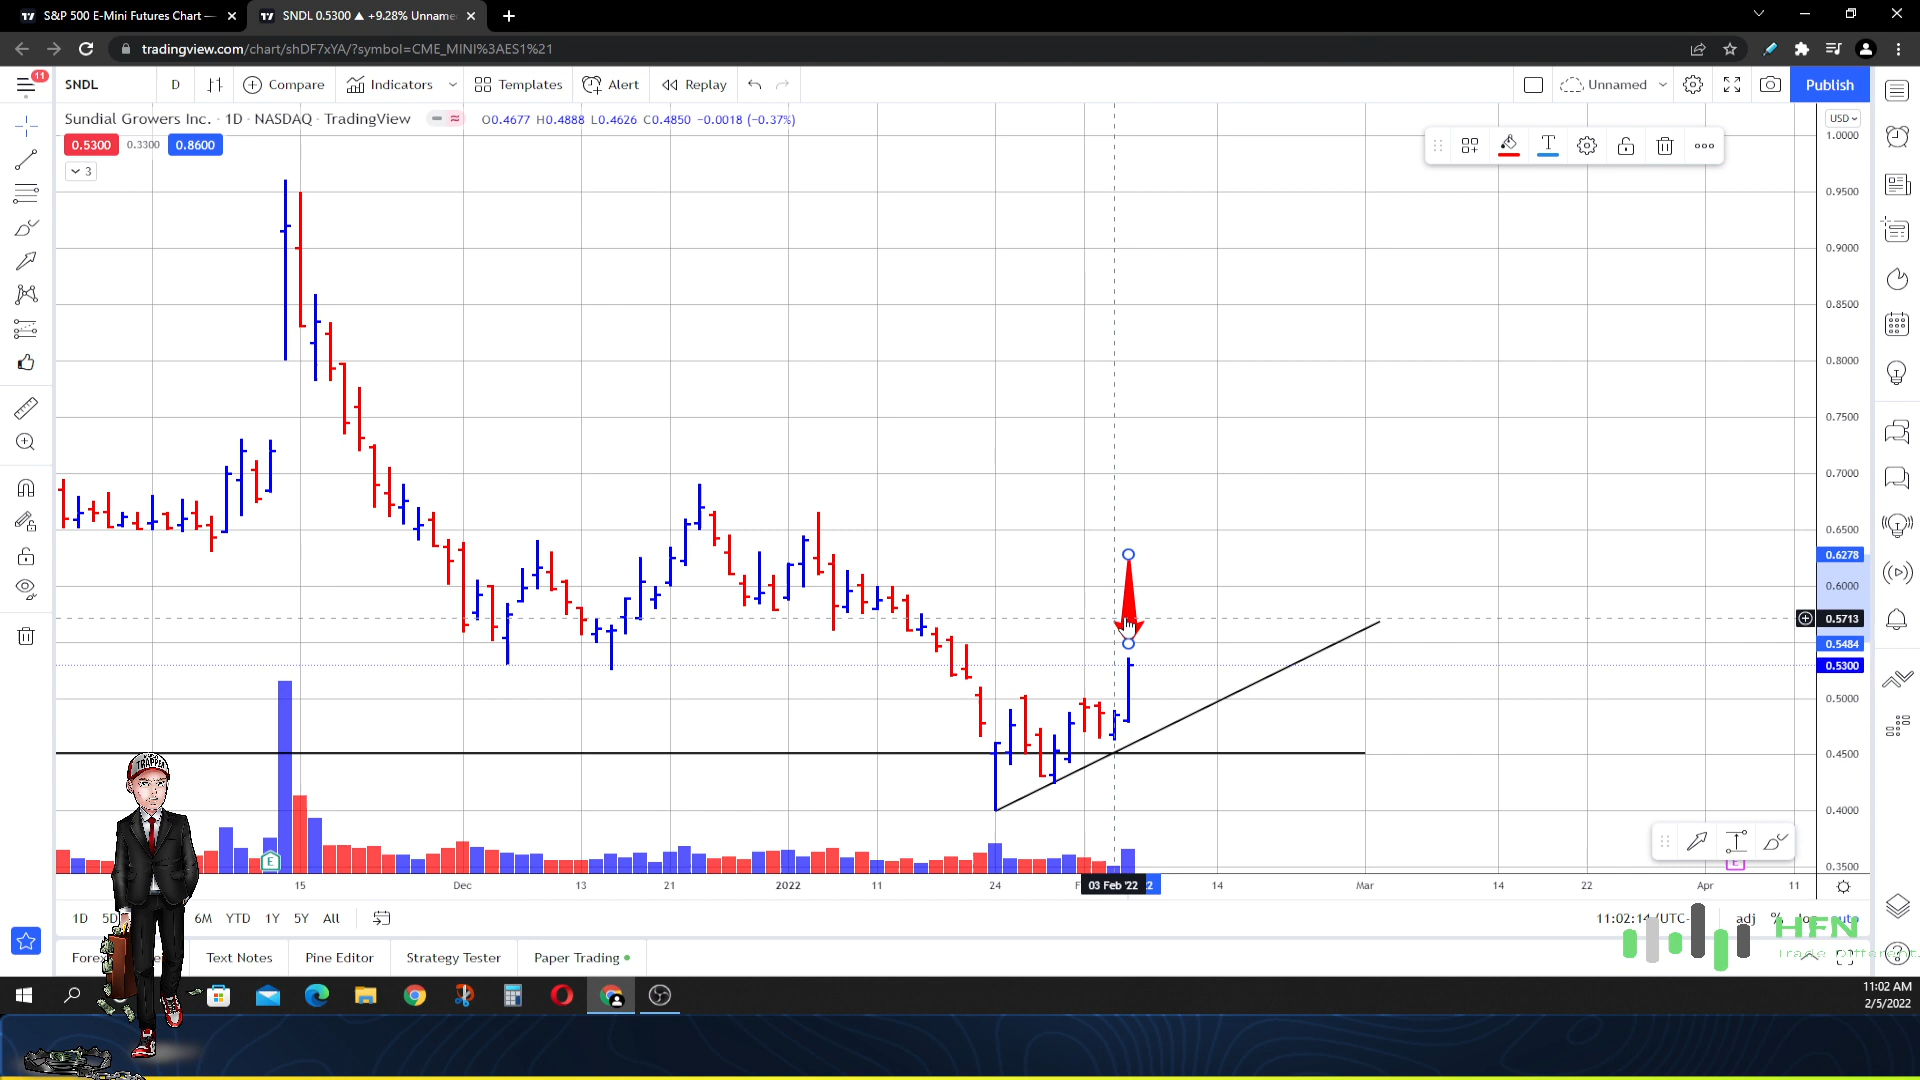 S&P 500 E-Mini Futures Chart —
SNDL 0.5300 ▲ +9.28% Unname
tradingview.com/chart/shDF7xYA/?symbol=CME_MINI%3AES1%21
11
SNDL
D
Compare
Indicators
Templates
Alert
Replay
Unnamed
Publish
Sundial Growers Inc. · 1D · NASDAQ · TradingView
O0.4677 H0.4888 L0.4626 C0.4850 -0.0018 (-0.37%)
0.5300 0.3300 0.8600
3
USD
1.0000
0.9500
0.9000
0.8500
0.8000
0.7500
0.7000
0.6500
0.6278
0.6000
0.5713
0.5484
0.5300
0.5000
0.4500
0.4000
0.3500
E
E
15 Dec 13 21 2022 11 24 03 Feb '22 14 Mar 14 22 Apr 11
1D 5D 6M YTD 1Y 5Y All
11:02:14 (UTC-
adj %
Text Notes
Pine Editor
Strategy Tester
Paper Trading
TRAPPER
HFN
Trade Different.
11:02 AM
2/5/2022